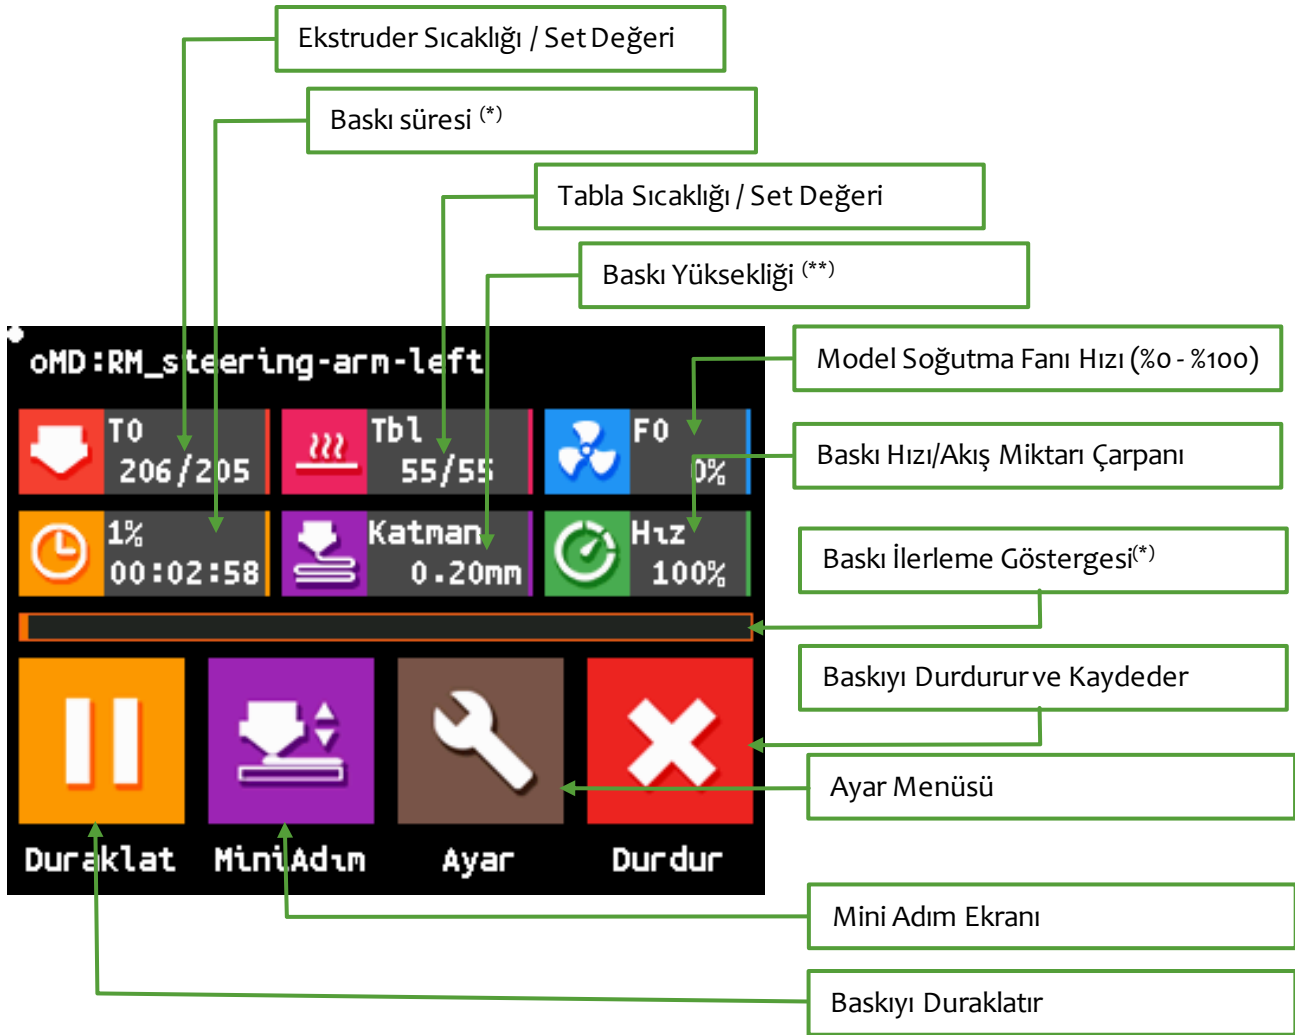 Ekstruder Sıcaklığı / Set Değeri
Baskı süresi (*)
Tabla Sıcaklığı / Set Değeri
Baskı Yüksekliği (**)
oMD:RM_steering-arm-left
Model Soğutma Fanı Hızı (%0 - %100)
T0
206/205
Tbl
55/55
F0
0%
Baskı Hızı/Akış Miktarı Çarpanı
1%
00:02:58
Katman
0.20mm
Hız
100%
Baskı İlerleme Göstergesi(*)
Baskıyı Durdurur ve Kaydeder
Ayar Menüsü
Duraklat
MiniAdım
Ayar
Durdur
Mini Adım Ekranı
Baskıyı Duraklatır